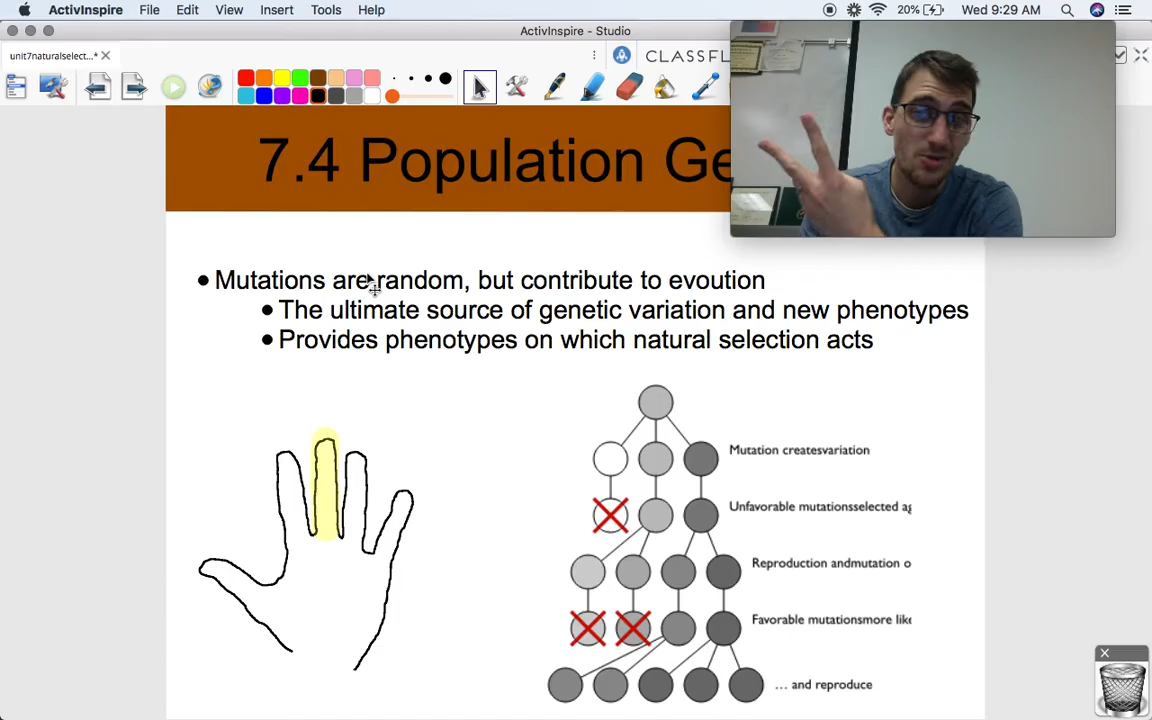 ActivInspire File Edit View Insert Tools Help 20% Wed 9:29 AM
ActivInspire - Studio
unit7naturalselect...* CLASSFL
7.4 Population Ge
Mutations are random, but contribute to evoution
The ultimate source of genetic variation and new phenotypes
Provides phenotypes on which natural selection acts
Mutation createsvariation
Unfavorable mutationsselected ag
Reproduction andmutation o
Favorable mutationsmore like
... and reproduce